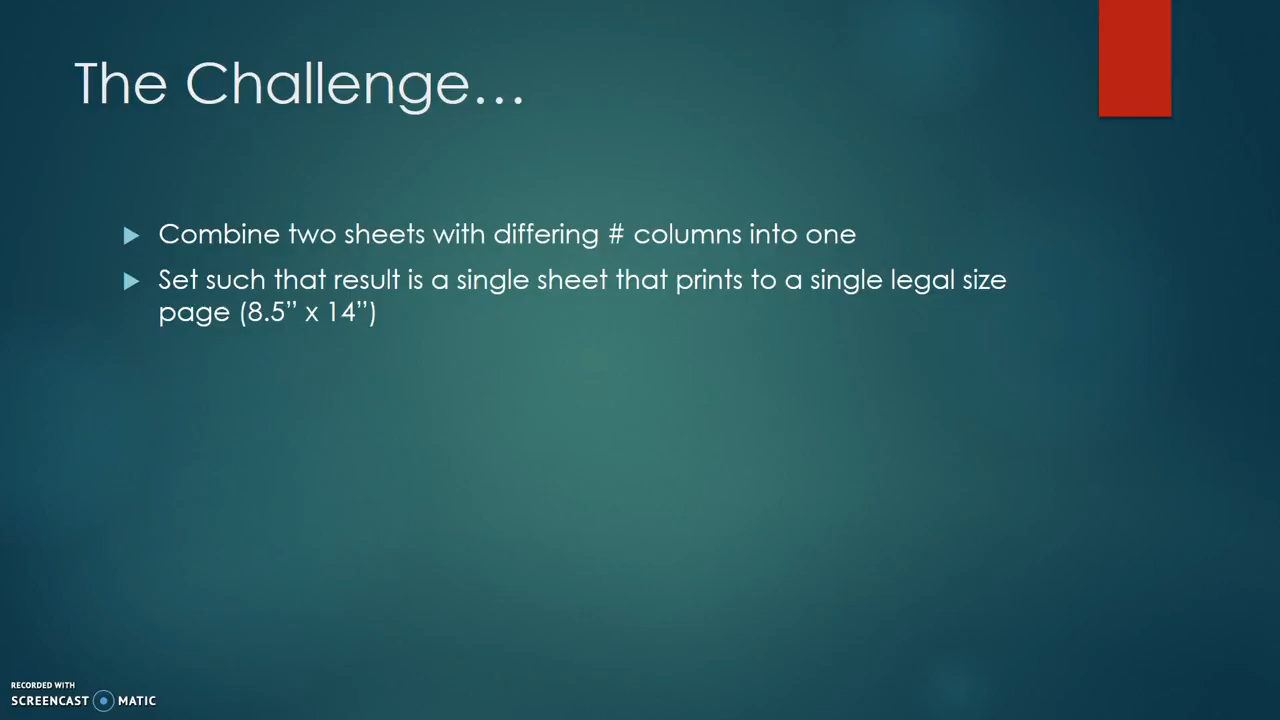 The Challenge…
Combine two sheets with differing # columns into one
Set such that result is a single sheet that prints to a single legal size
page (8.5” x 14”)
RECORDED WITH
SCREENCAST MATIC